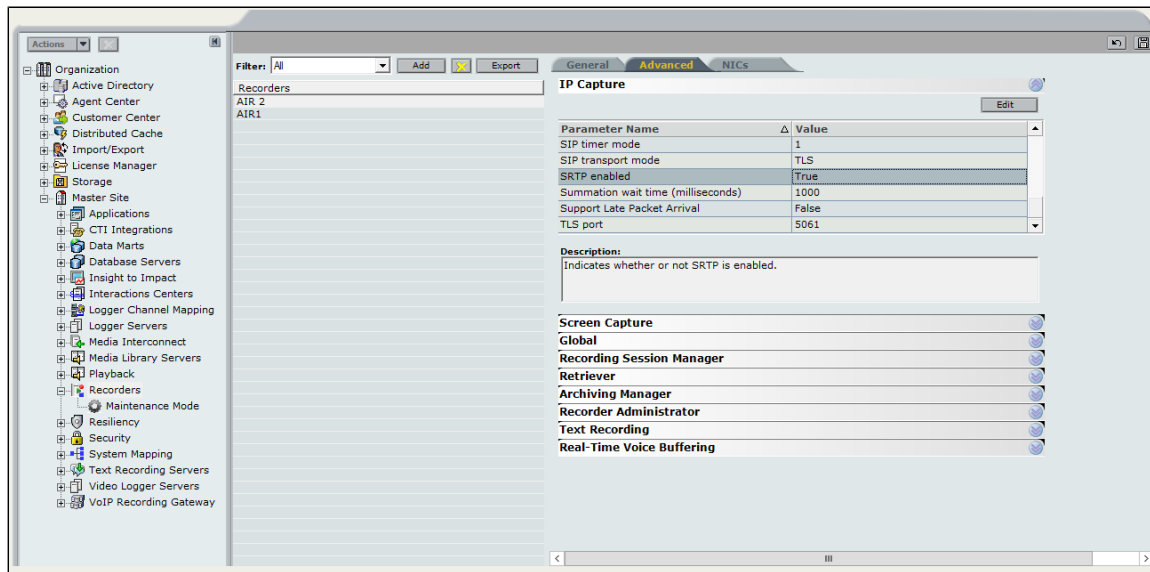 Actions
Organization
Active Directory
Agent Center
Customer Center
Distributed Cache
Import/Export
License Manager
Storage
Master Site
Applications
CTI Integrations
Data Marts
Database Servers
Insight to Impact
Interactions Centers
Logger Channel Mapping
Logger Servers
Media Interconnect
Media Library Servers
Playback
Recorders
Maintenance Mode
Resiliency
Security
System Mapping
Text Recording Servers
Video Logger Servers
VoIP Recording Gateway
Filter: All Add Export
Recorders
AIR 2
AIR1
General Advanced NICs
IP Capture
Edit
Parameter Name Value
SIP timer mode 1
SIP transport mode TLS
SRTP enabled True
Summation wait time (milliseconds) 1000
Support Late Packet Arrival False
TLS port 5061
Description:
Indicates whether or not SRTP is enabled.
Screen Capture
Global
Recording Session Manager
Retriever
Archiving Manager
Recorder Administrator
Text Recording
Real-Time Voice Buffering